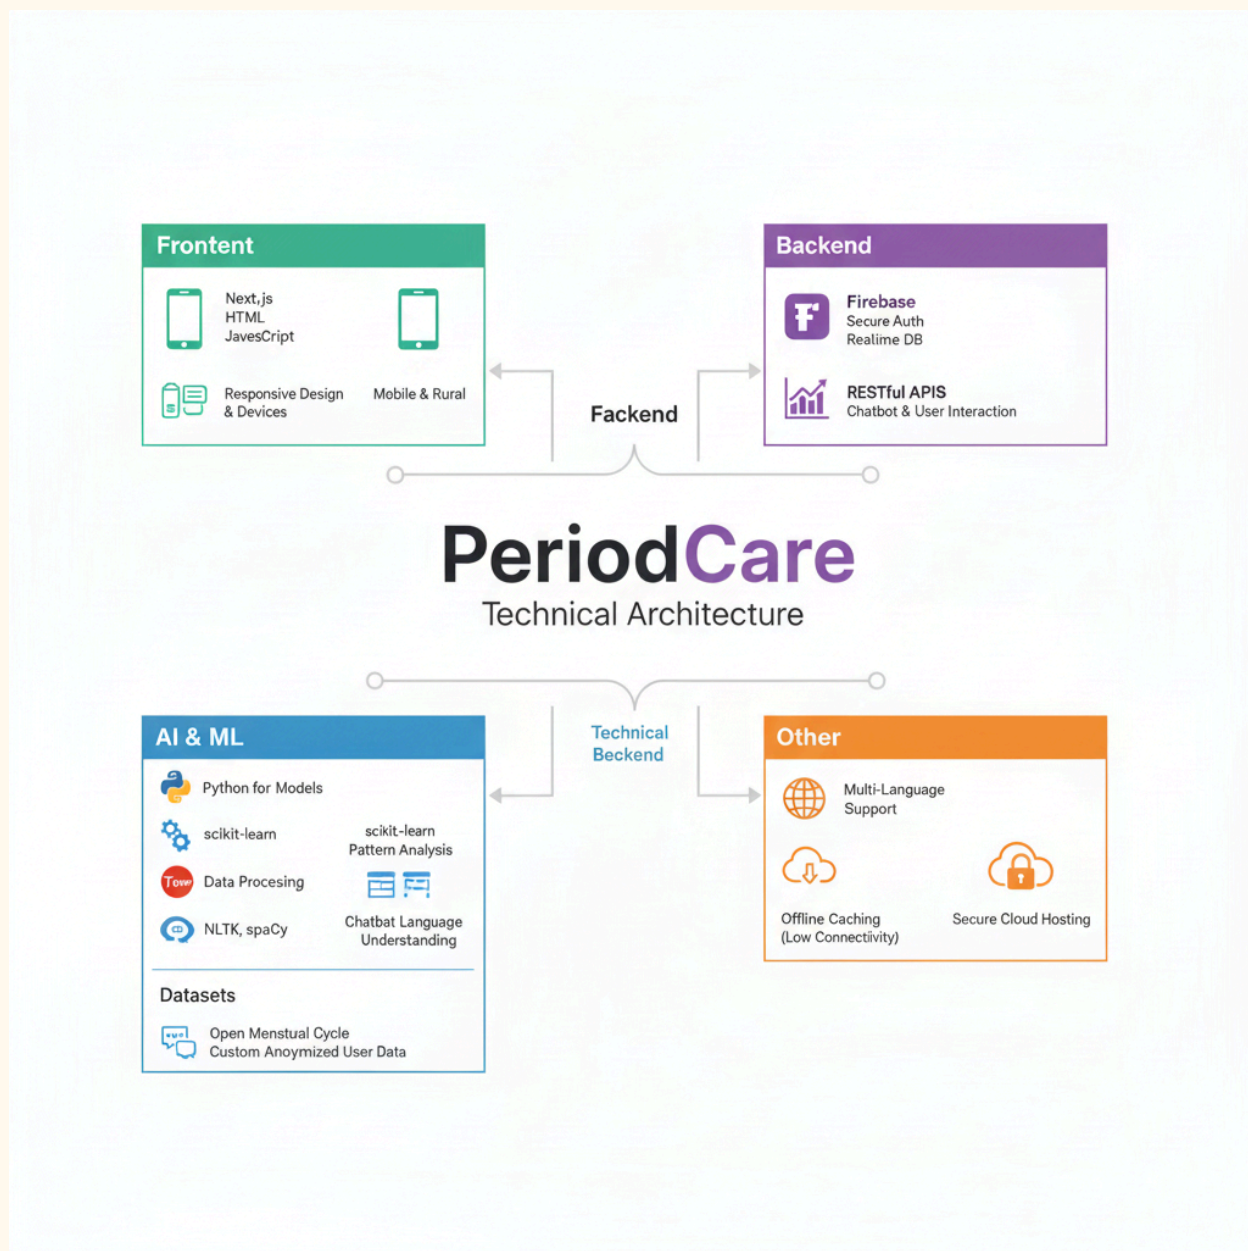 Frontent
Next,js
HTML
JavesCript
Responsive Design
& Devices
Mobile & Rural
Backend
Firebase
Secure Auth
Realime DB
RESTful APIS
Chatbot & User Interaction
Fackend
PeriodCare
Technical Architecture
Technical
Beckend
AI & ML
Python for Models
scikit-learn
scikit-learn
Pattern Analysis
Data Procesing
NLTK, spaCy
Chatbat Language
Understanding
Datasets
Open Menstual Cycle
Custom Anoymized User Data
Other
Multi-Language
Support
Offline Caching
(Low Connectiivity)
Secure Cloud Hosting